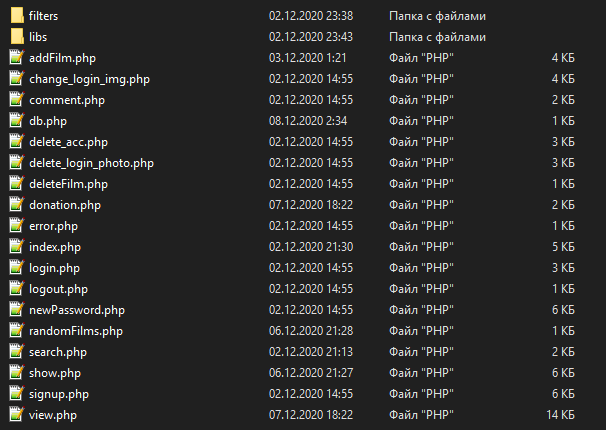 filters 02.12.2020 23:38 Папка с файлами
libs 02.12.2020 23:43 Папка с файлами
addFilm.php 03.12.2020 1:21 Файл "PHP" 4 КБ
change_login_img.php 02.12.2020 14:55 Файл "PHP" 4 КБ
comment.php 02.12.2020 14:55 Файл "PHP" 2 КБ
db.php 08.12.2020 2:34 Файл "PHP" 1 КБ
delete_acc.php 02.12.2020 14:55 Файл "PHP" 3 КБ
delete_login_photo.php 02.12.2020 14:55 Файл "PHP" 3 КБ
deleteFilm.php 02.12.2020 14:55 Файл "PHP" 1 КБ
donation.php 07.12.2020 18:22 Файл "PHP" 2 КБ
error.php 02.12.2020 14:55 Файл "PHP" 1 КБ
index.php 02.12.2020 21:30 Файл "PHP" 5 КБ
login.php 02.12.2020 14:55 Файл "PHP" 3 КБ
logout.php 02.12.2020 14:55 Файл "PHP" 1 КБ
newPassword.php 02.12.2020 14:55 Файл "PHP" 6 КБ
randomFilms.php 06.12.2020 21:28 Файл "PHP" 1 КБ
search.php 02.12.2020 21:13 Файл "PHP" 2 КБ
show.php 06.12.2020 21:27 Файл "PHP" 6 КБ
signup.php 02.12.2020 14:55 Файл "PHP" 6 КБ
view.php 07.12.2020 18:22 Файл "PHP" 14 КБ